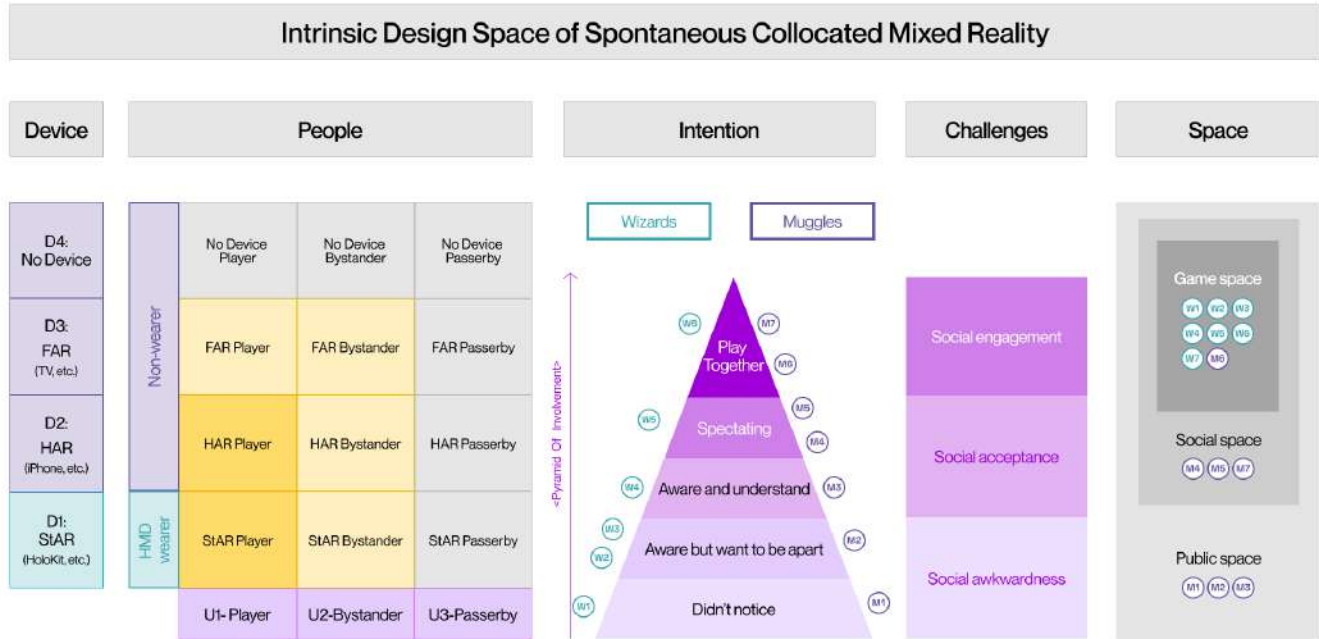 Intrinsic Design Space of Spontaneous Collocated Mixed Reality
Device
People
Intention
Challenges
Space
D4:
No Device
D3:
FAR
(TV, etc.)
D2:
HAR
(iPhone, etc.)
D1:
StAR
(HoloKit, etc.)
Non-wearer
HMD
wearer
No Device
Player
No Device
Bystander
No Device
Passerby
FAR Player
FAR Bystander
FAR Passerby
HAR Player
HAR Bystander
HAR Passerby
StAR Player
StAR Bystander
StAR Passerby
U1- Player
U2-Bystander
U3-Passerby
Wizards
Muggles
<Pyramid Of Involvement>
W6
M7
Play
Together
M6
W5
M5
Spectating
M4
W4
Aware and understand
M3
W3
W2
Aware but want to be apart
M2
W1
Didn't notice
M1
Social engagement
Social acceptance
Social awkwardness
Game space
W1 W2 W3
W4 W5 W6
W7 M6
Social space
M4 M5 M7
Public space
M1 M2 M3